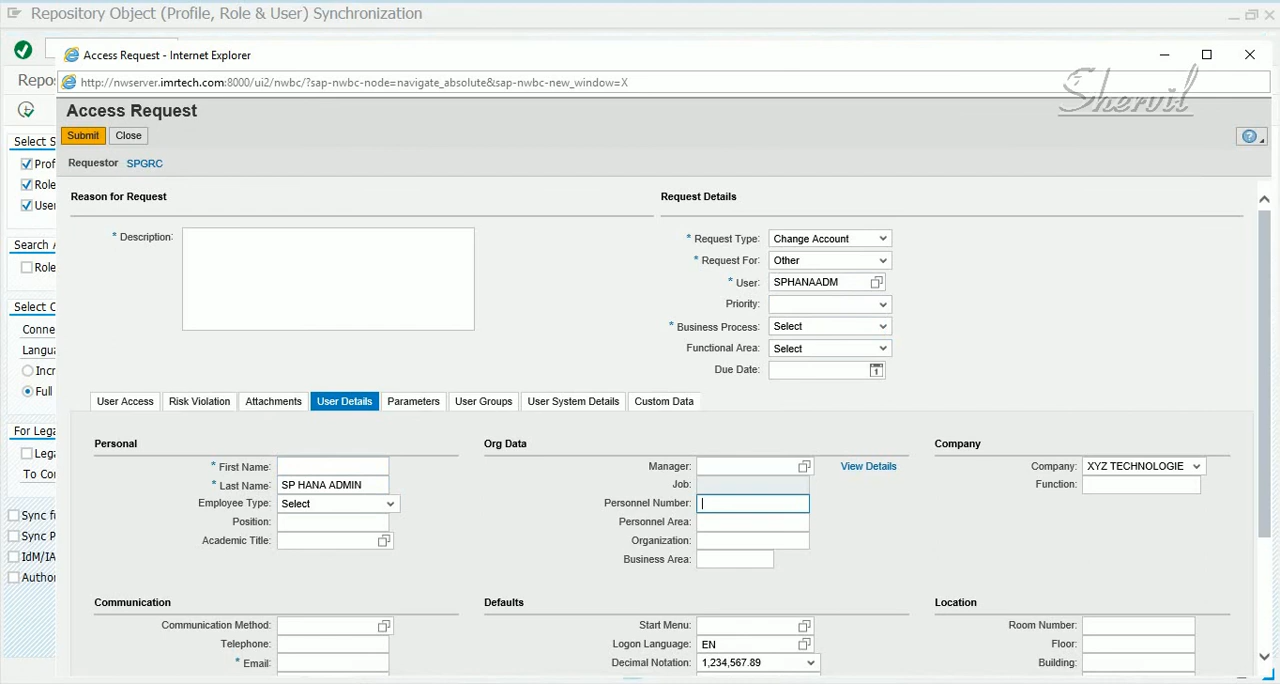 Repository Object (Profile, Role & User) Synchronization
Access Request - Internet Explorer
Repos
http://nwserver.imrtech.com:8000/ui2/nwbc/?sap-nwbc-node=navigate_absolute&sap-nwbc-new_window=X
Shervil
Access Request
Submit Close
Requestor SPGRC
Select S
Prof
Role
User
Search A
Role
Select C
Conne
Langua
Incr
Full
For Lega
Lega
To Con
Sync fu
Sync P
IdM/IA
Author
Reason for Request
* Description:
Request Details
* Request Type: Change Account
* Request For: Other
* User: SPHANAADM
Priority:
* Business Process: Select
Functional Area: Select
Due Date:
User Access Risk Violation Attachments User Details Parameters User Groups User System Details Custom Data
Personal
* First Name:
* Last Name: SP HANA ADMIN
Employee Type: Select
Position:
Academic Title:
Org Data
Manager: View Details
Job:
Personnel Number:
Personnel Area:
Organization:
Business Area:
Company
Company: XYZ TECHNOLOGIE
Function:
Communication
Communication Method:
Telephone:
* Email:
Defaults
Start Menu:
Logon Language: EN
Decimal Notation: 1,234,567.89
Location
Room Number:
Floor:
Building: